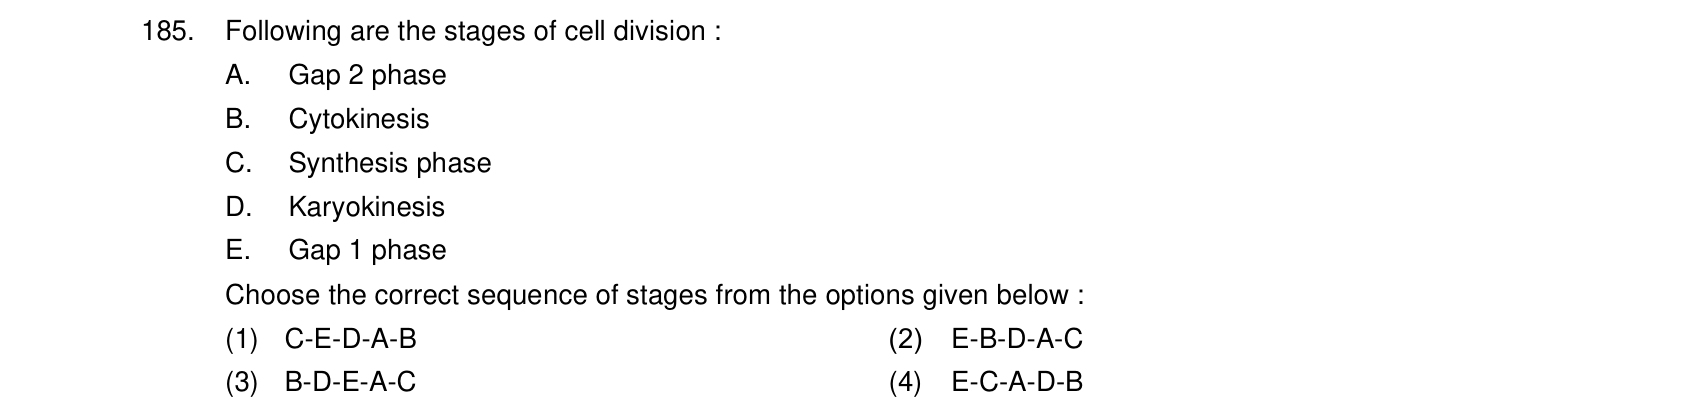 185. Following are the stages of cell division :
A. Gap 2 phase
B. Cytokinesis
C. Synthesis phase
D. Karyokinesis
E. Gap 1 phase
Choose the correct sequence of stages from the options given below :
(1) C-E-D-A-B (2) E-B-D-A-C
(3) B-D-E-A-C (4) E-C-A-D-B